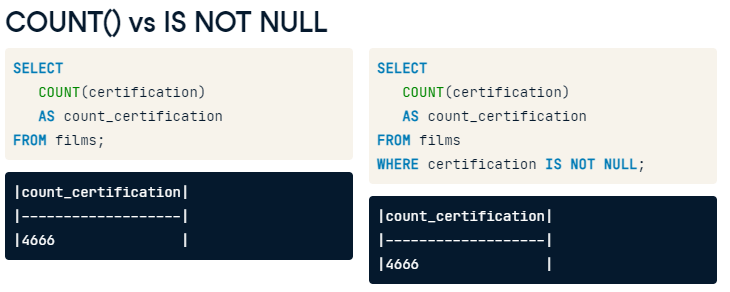 COUNT() vs IS NOT NULL
SELECT
COUNT(certification)
AS count_certification
FROM films;
|count_certification|
|-------------------|
|4666               |
SELECT
COUNT(certification)
AS count_certification
FROM films
WHERE certification IS NOT NULL;
|count_certification|
|-------------------|
|4666               |